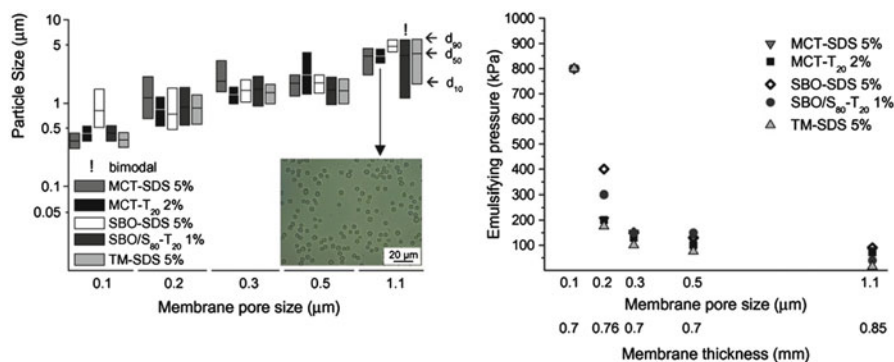 Particle Size (μm)
10
5
1
0.5
0.1
0.05
! bimodal
MCT-SDS 5%
MCT-T20 2%
SBO-SDS 5%
SBO/S80-T20 1%
TM-SDS 5%
!
d90
d50
d10
20 μm
0.1 0.2 0.3 0.5 1.1
Membrane pore size (μm)
Emulsifying pressure (kPa)
1000
900
800
700
600
500
400
300
200
100
MCT-SDS 5%
MCT-T20 2%
SBO-SDS 5%
SBO/S80-T20 1%
TM-SDS 5%
0.1 0.2 0.3 0.5 1.1
Membrane pore size (μm)
0.7 0.76 0.7 0.7 0.85
Membrane thickness (mm)